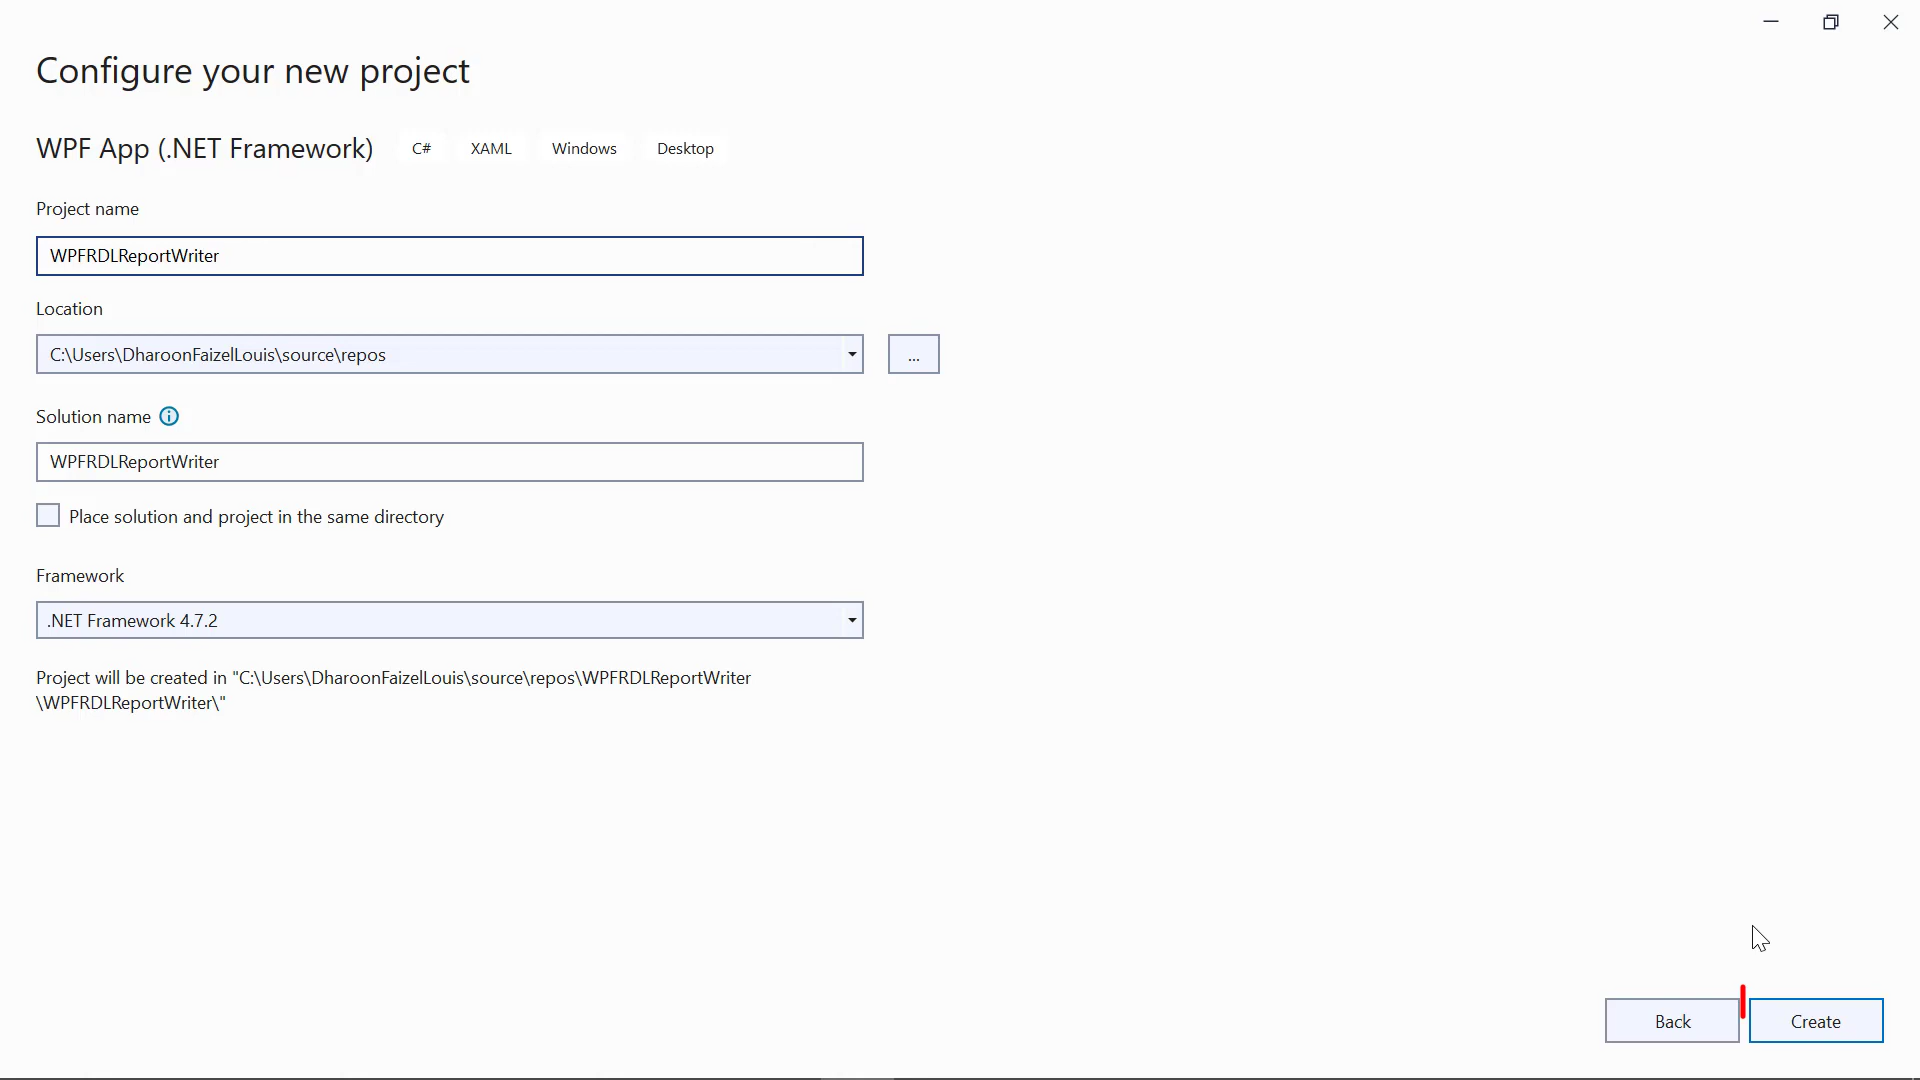 Configure your new project
WPF App (.NET Framework) C# XAML Windows Desktop
Project name
WPFRDLReportWriter
Location
C:\Users\DharoonFaizelLouis\source\repos
...
Solution name
WPFRDLReportWriter
Place solution and project in the same directory
Framework
.NET Framework 4.7.2
Project will be created in "C:\Users\DharoonFaizelLouis\source\repos\WPFRDLReportWriter
\WPFRDLReportWriter\"
Back Create